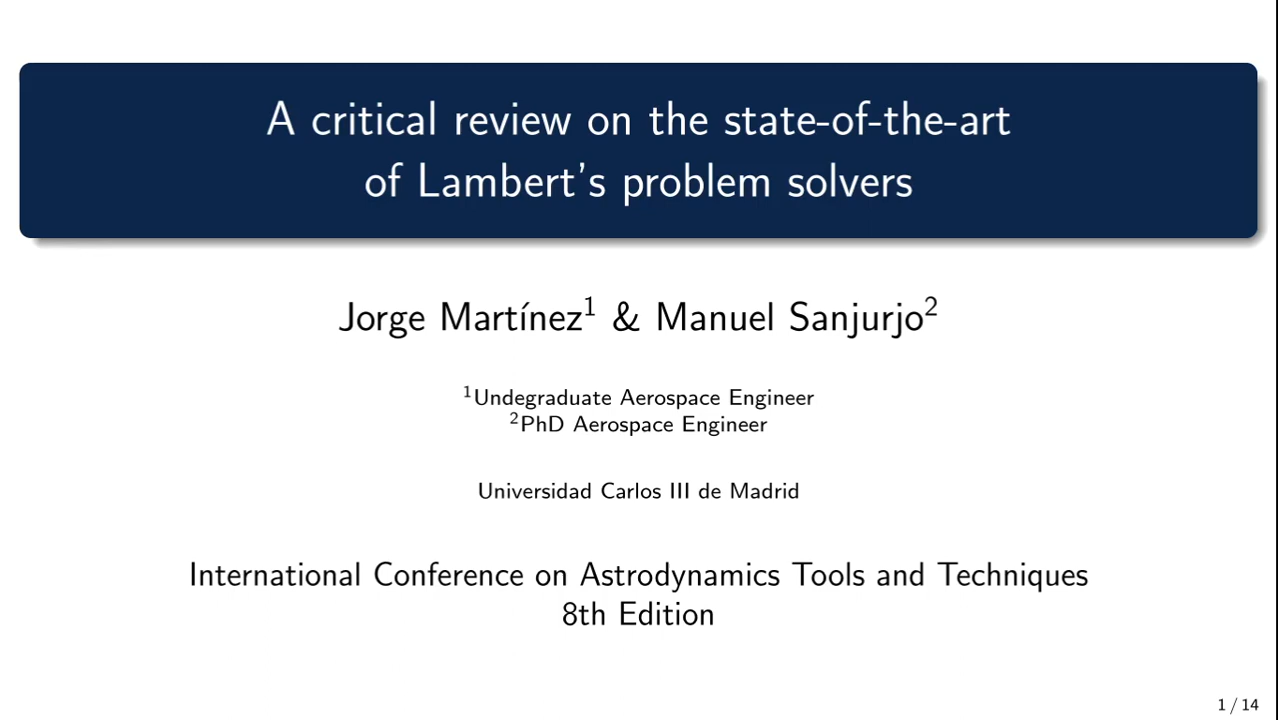 A critical review on the state-of-the-art
of Lambert's problem solvers
Jorge Martínez¹ & Manuel Sanjurjo²
¹Undegraduate Aerospace Engineer
²PhD Aerospace Engineer
Universidad Carlos III de Madrid
International Conference on Astrodynamics Tools and Techniques
8th Edition
1 / 14